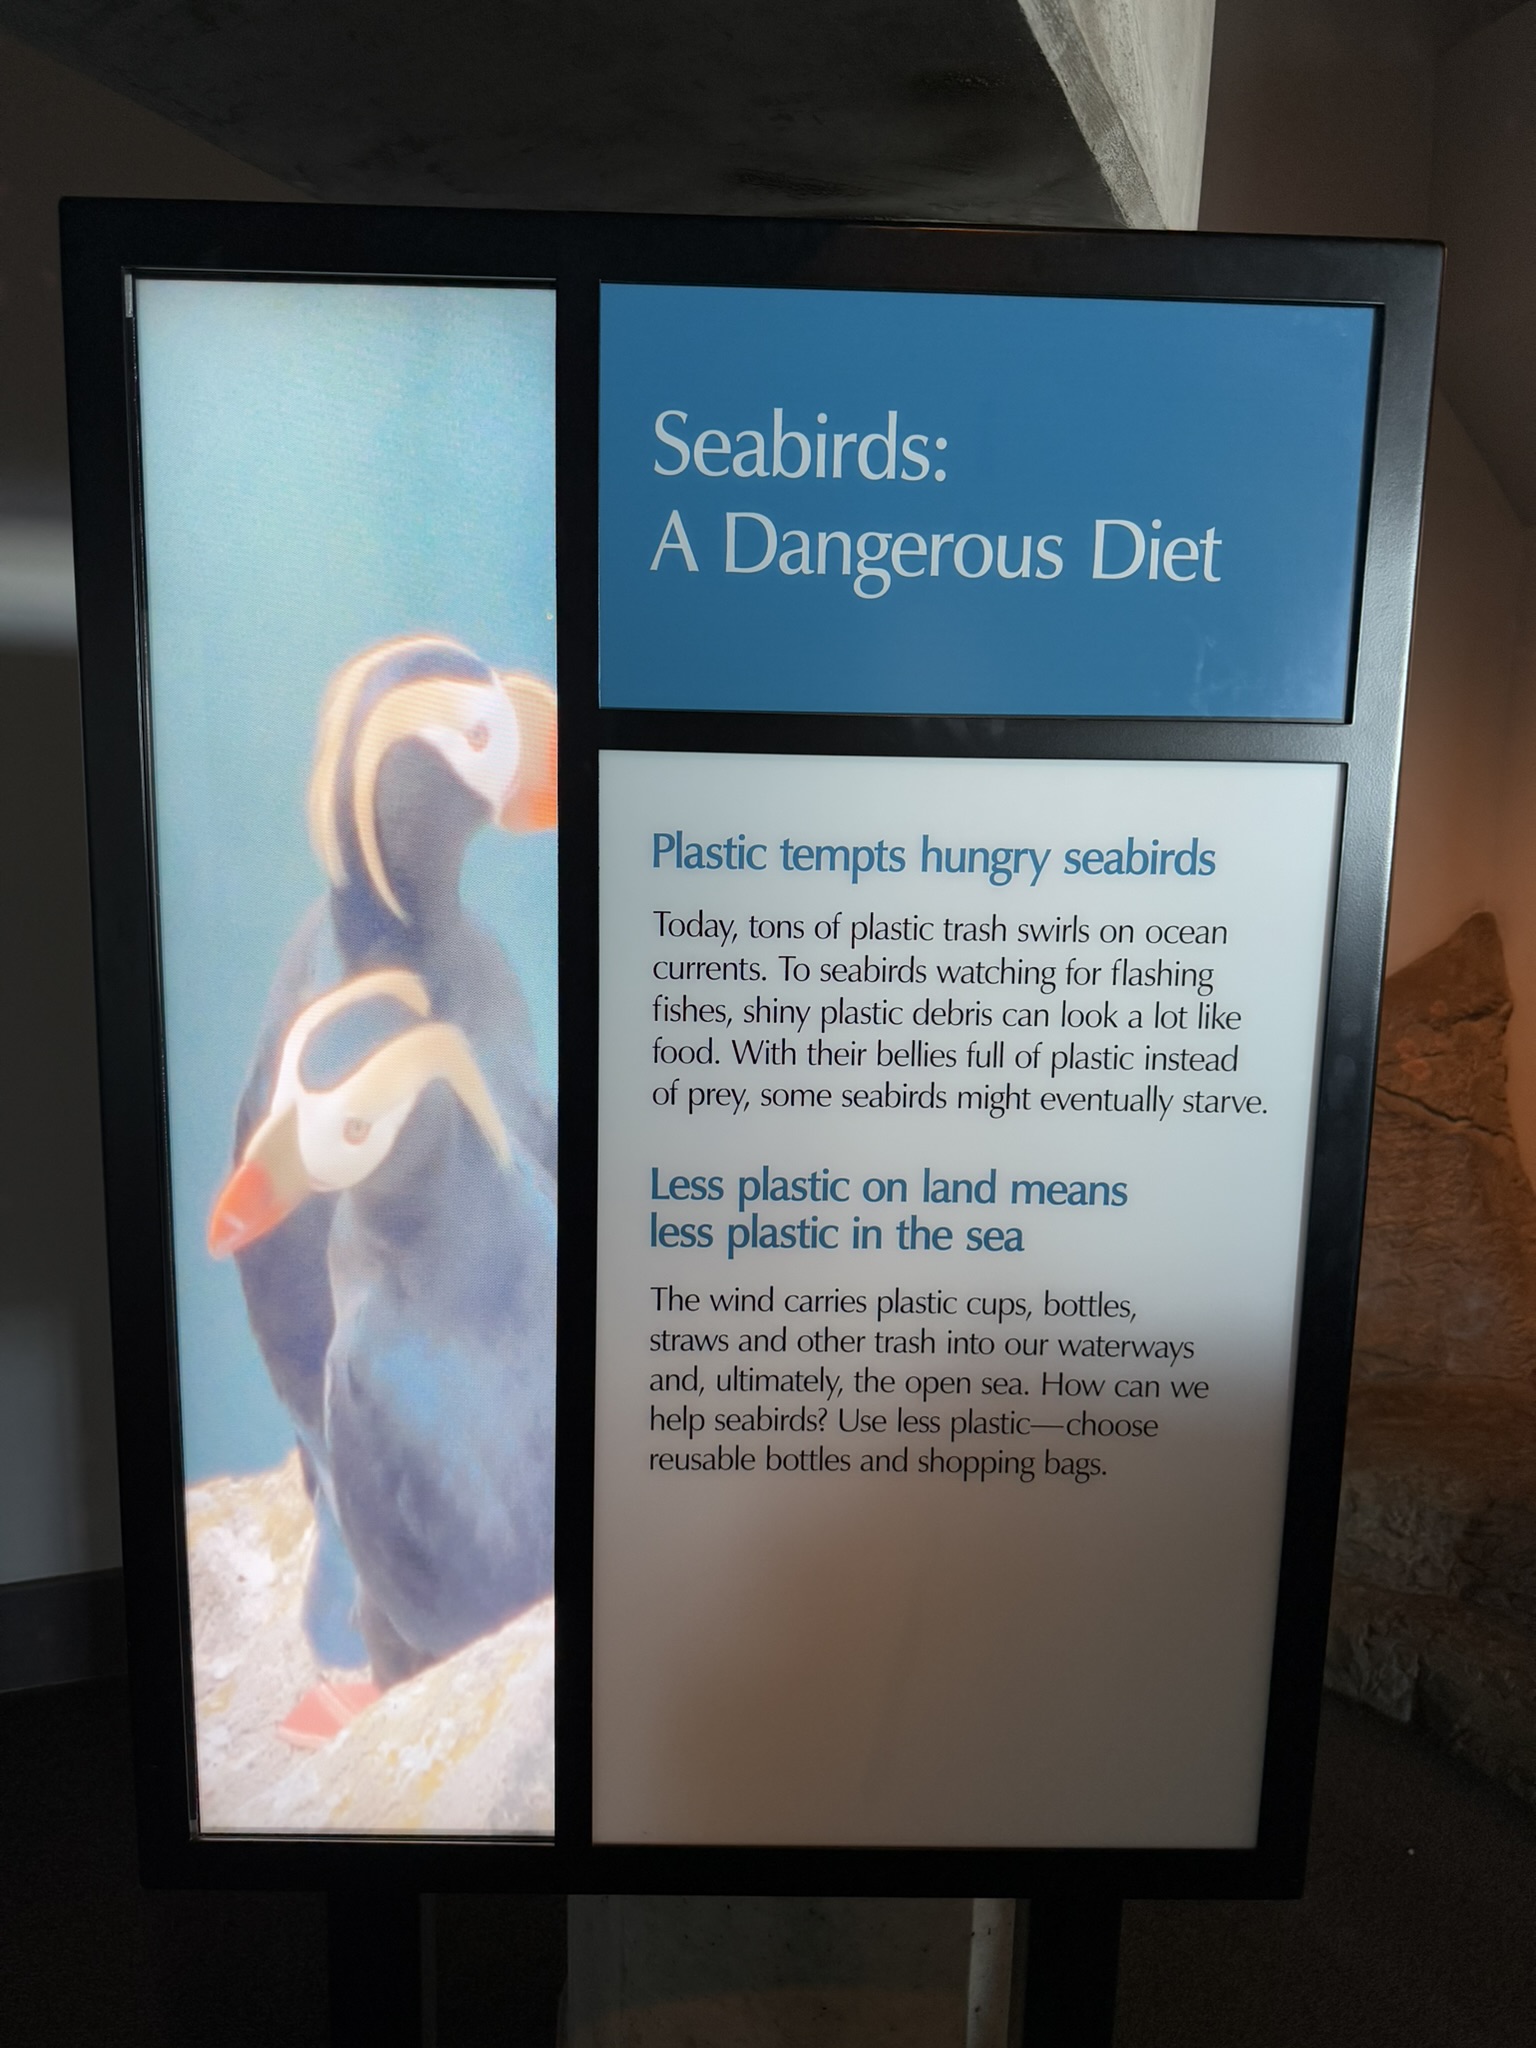 Seabirds:
A Dangerous Diet
Plastic tempts hungry seabirds
Today, tons of plastic trash swirls on ocean
currents. To seabirds watching for flashing
fishes, shiny plastic debris can look a lot like
food. With their bellies full of plastic instead
of prey, some seabirds might eventually starve.
Less plastic on land means
less plastic in the sea
The wind carries plastic cups, bottles,
straws and other trash into our waterways
and, ultimately, the open sea. How can we
help seabirds? Use less plastic—choose
reusable bottles and shopping bags.